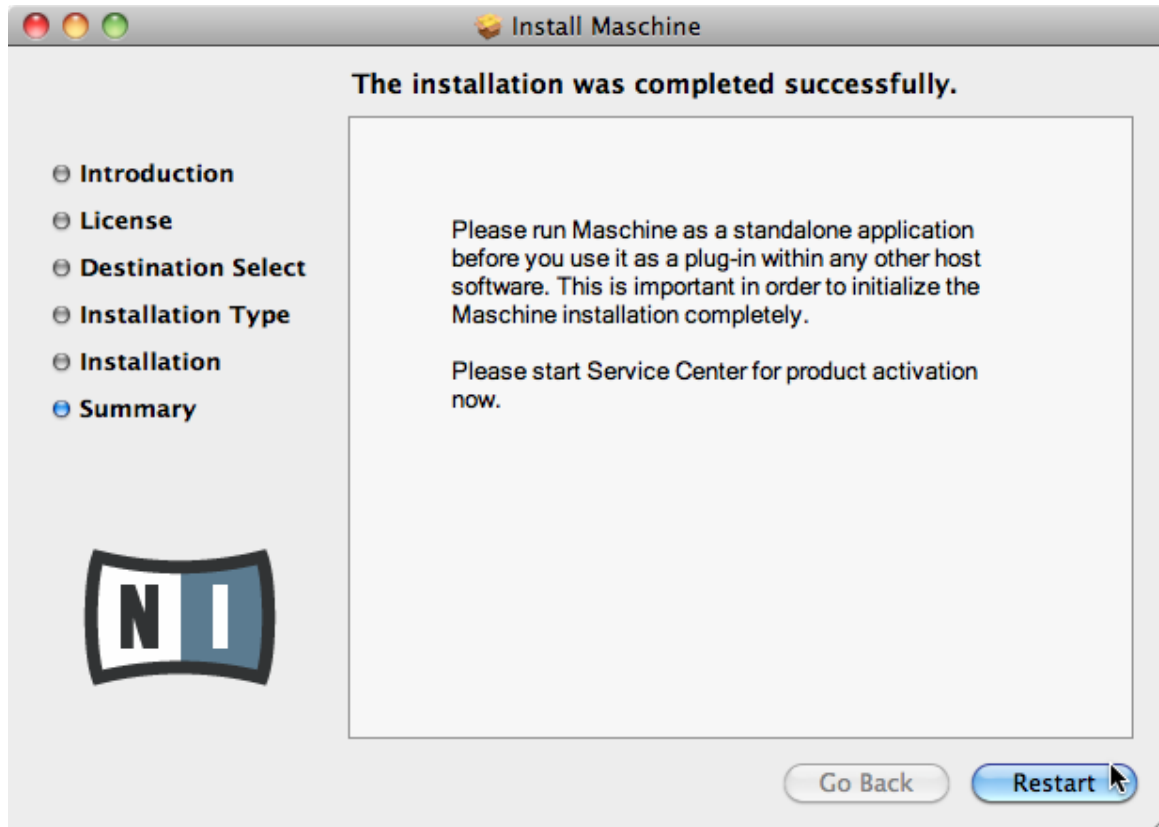 Install Maschine
The installation was completed successfully.
Introduction
License
Destination Select
Installation Type
Installation
Summary
Please run Maschine as a standalone application
before you use it as a plug-in within any other host
software. This is important in order to initialize the
Maschine installation completely.
Please start Service Center for product activation
now.
N I
Go Back
Restart